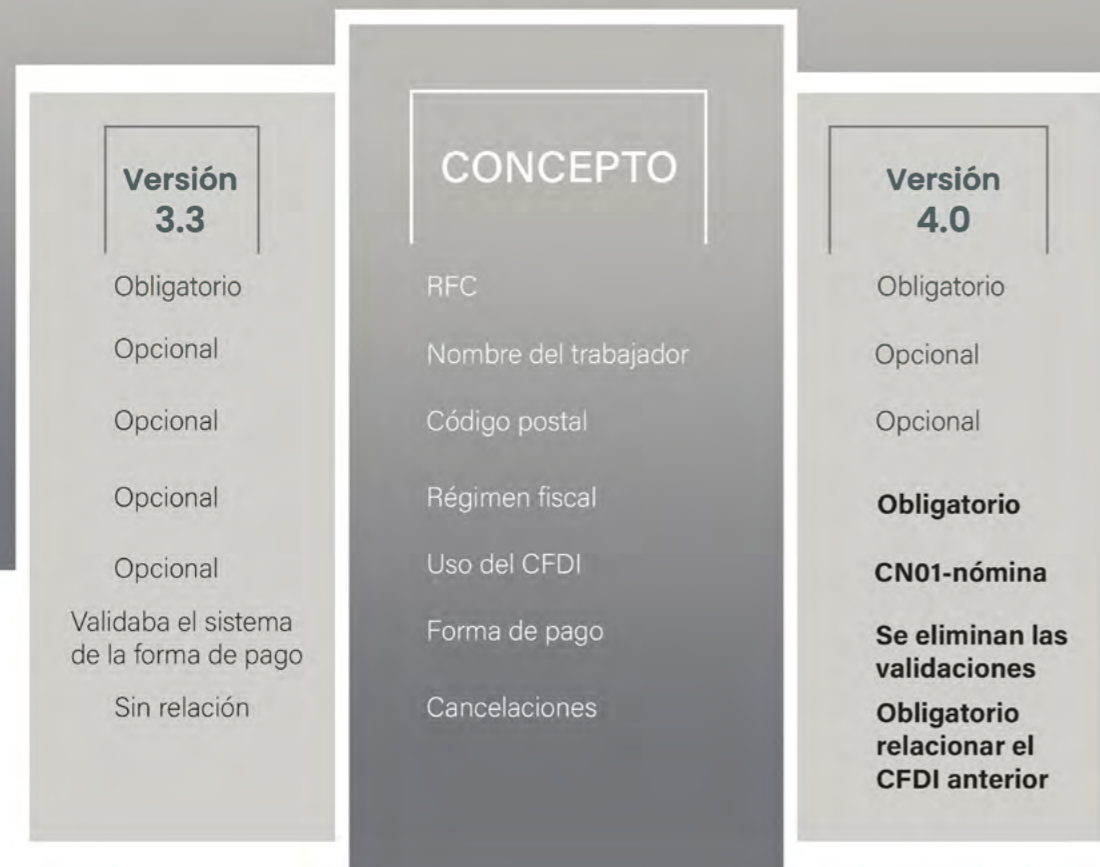 Versión
3.3
Obligatorio
Opcional
Opcional
Opcional
Opcional
Validaba el sistema
de la forma de pago
Sin relación
CONCEPTO
RFC
Nombre del trabajador
Código postal
Régimen fiscal
Uso del CFDI
Forma de pago
Cancelaciones
Versión
4.0
Obligatorio
Opcional
Opcional
Obligatorio
CN01-nómina
Se eliminan las
validaciones
Obligatorio
relacionar el
CFDI anterior